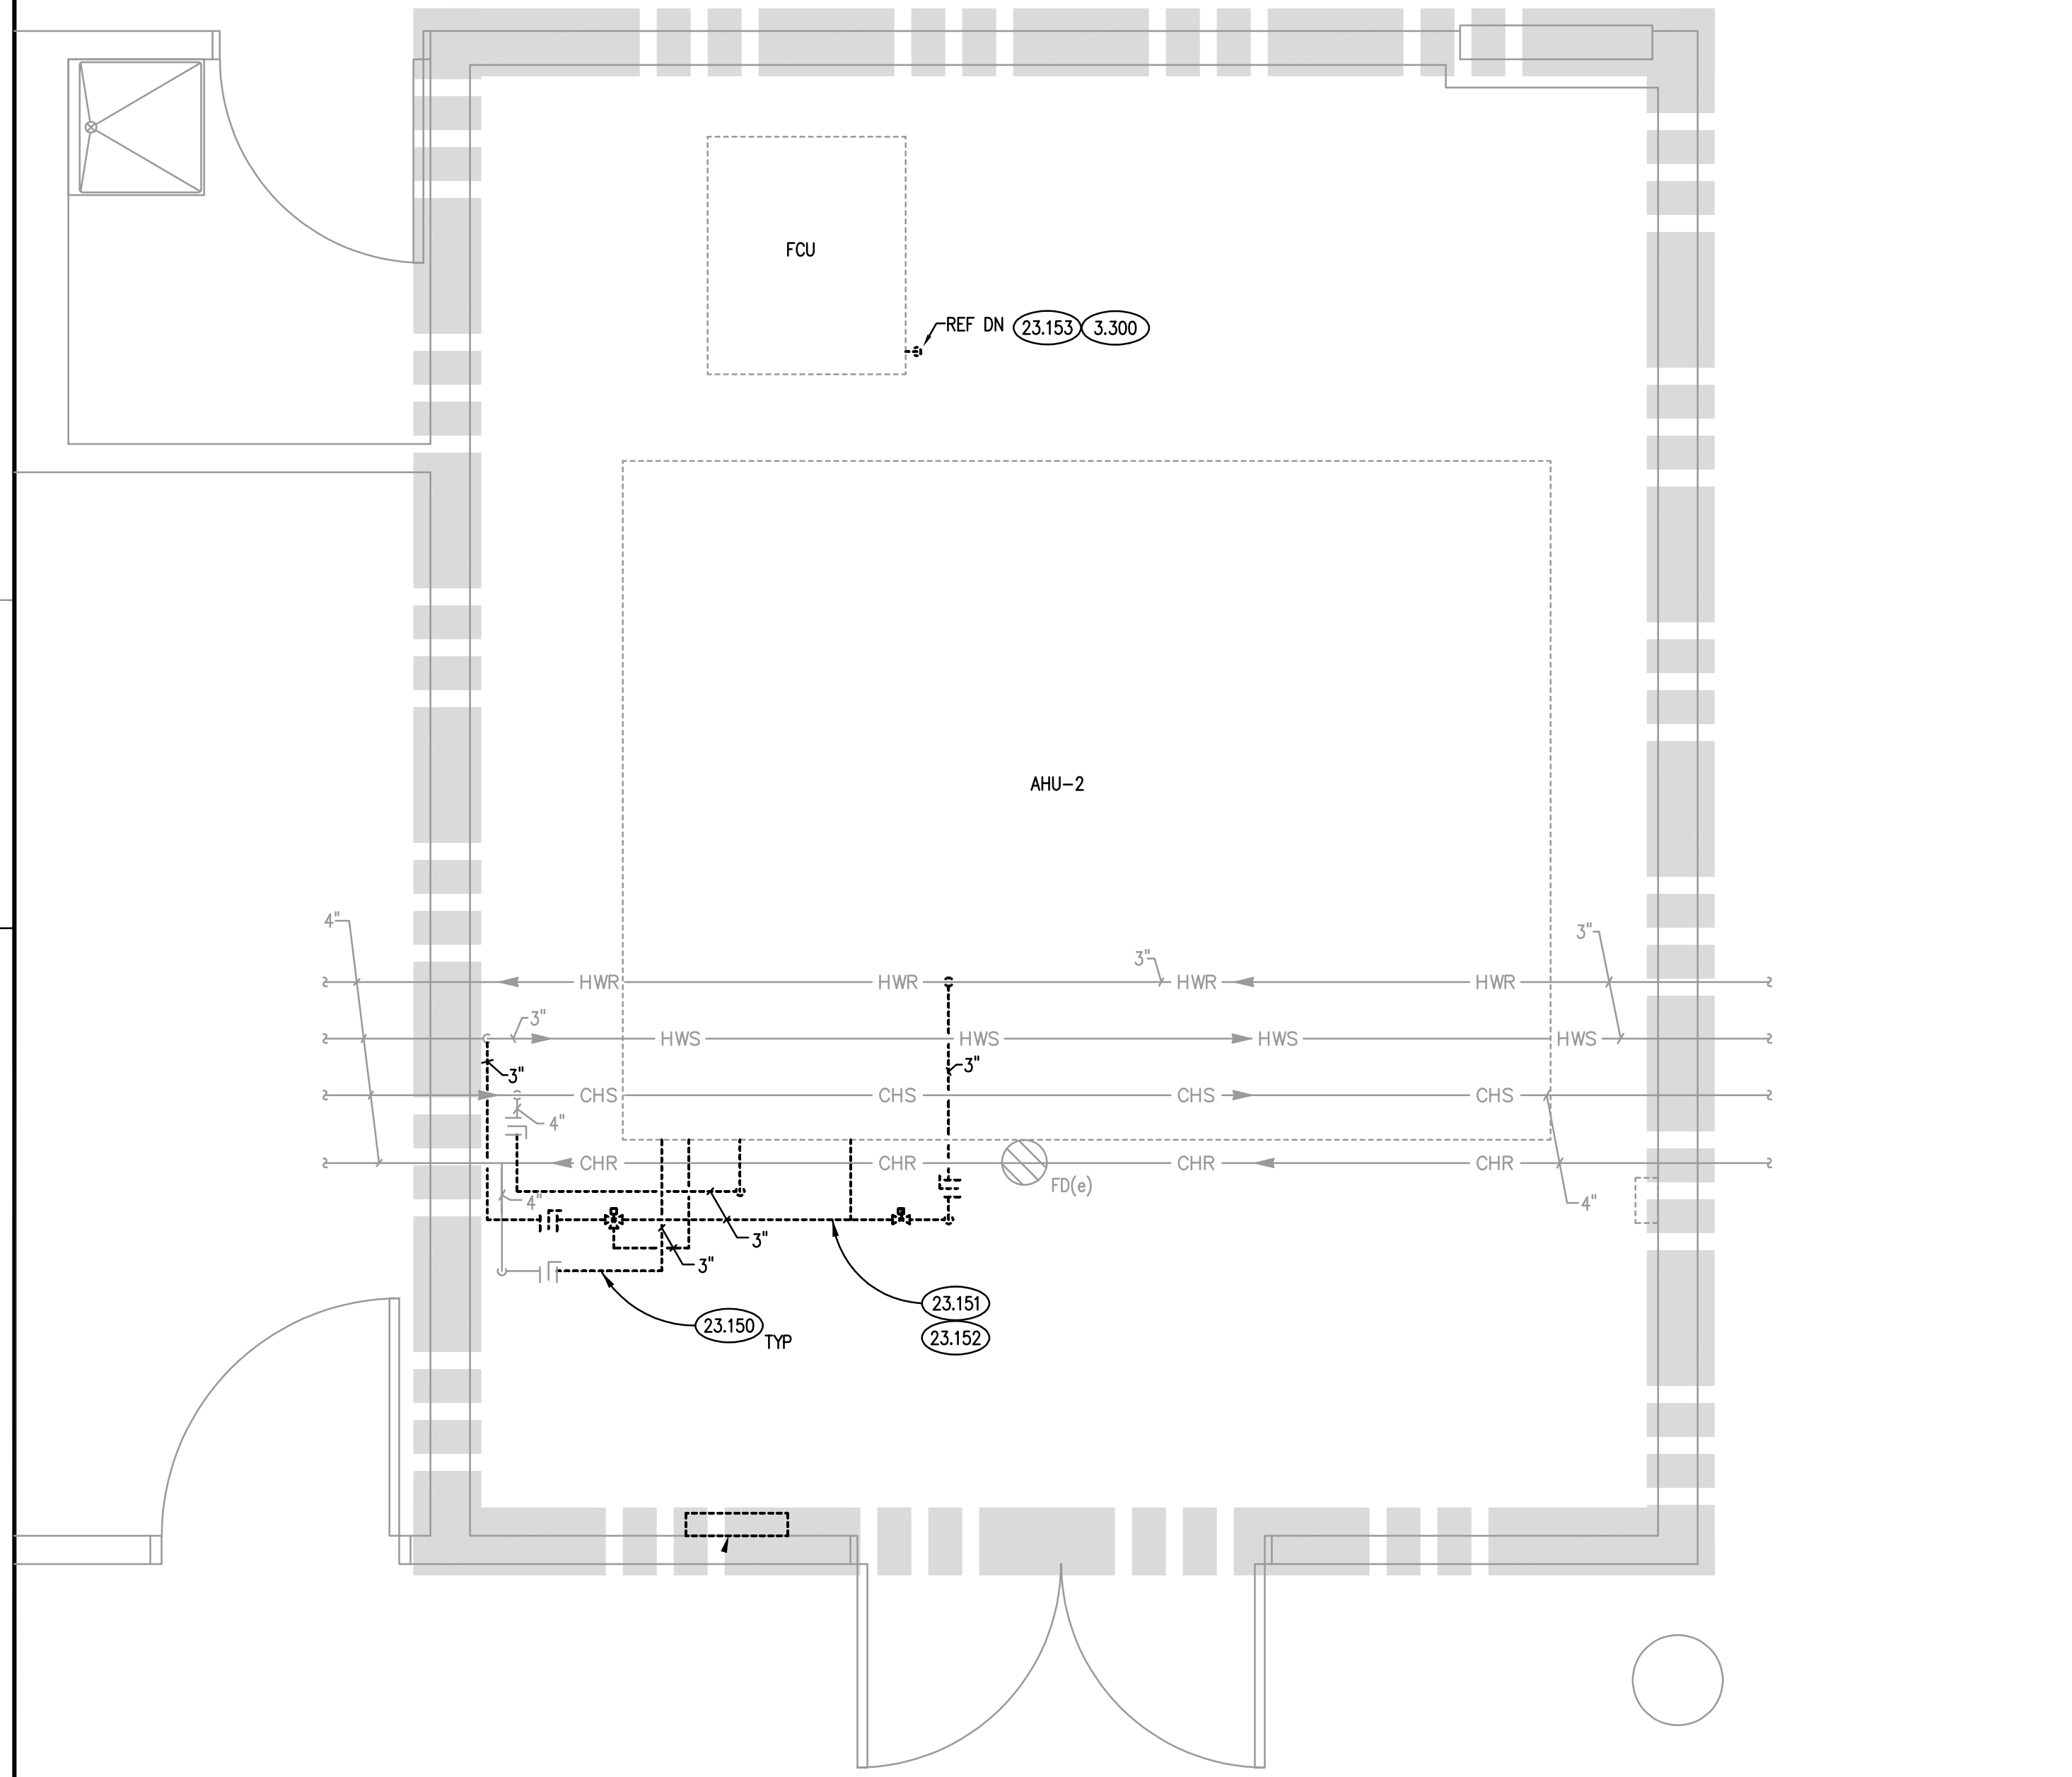 FCU
REF DN 23.153 3.300
AHU-2
4"
3"
3"
HWR HWR HWR HWR
3"
HWS HWS HWS HWS
3"
3"
CHS CHS CHS CHS
4"
CHR CHR CHR CHR
FD(e)
4"
4"
3"
3"
23.151
23.150 TYP
23.152